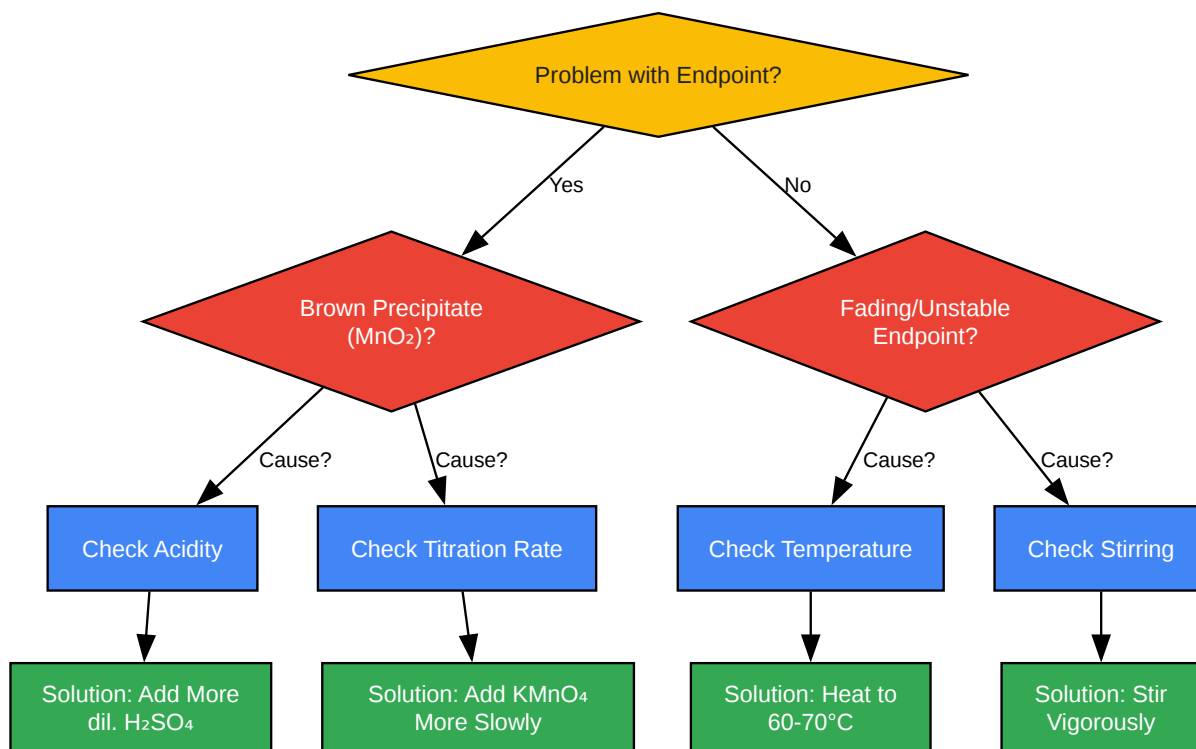 Problem with Endpoint?
Yes
No
Brown Precipitate
(MnO₂)?
Fading/Unstable
Endpoint?
Cause?
Cause?
Cause?
Cause?
Check Acidity
Check Titration Rate
Check Temperature
Check Stirring
Solution: Add More
dil. H₂SO₄
Solution: Add KMnO₄
More Slowly
Solution: Heat to
60-70°C
Solution: Stir
Vigorously